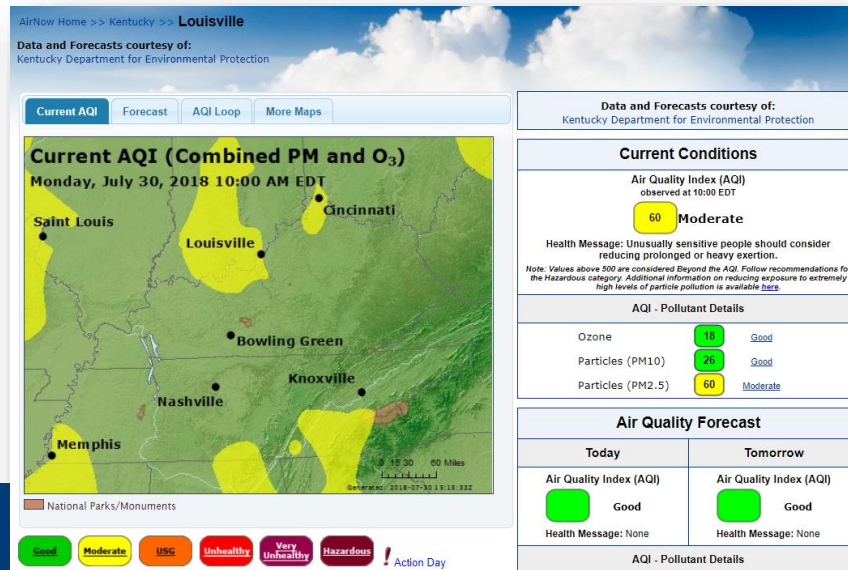 AirNow Home >> Kentucky >> Louisville
Data and Forecasts courtesy of:
Kentucky Department for Environmental Protection
Current AQI
Forecast
AQI Loop
More Maps
Current AQI (Combined PM and O₃)
Monday, July 30, 2018 10:00 AM EDT
Saint Louis
Cincinnati
Louisville
Bowling Green
Knoxville
Nashville
Memphis
0 15 30 60 Miles
Generated: 2018-07-30 15:15:33Z
National Parks/Monuments
Good
Moderate
USG
Unhealthy
Very
Unhealthy
Hazardous
! Action Day
Data and Forecasts courtesy of:
Kentucky Department for Environmental Protection
Current Conditions
Air Quality Index (AQI)
observed at 10:00 EDT
60 Moderate
Health Message: Unusually sensitive people should consider
reducing prolonged or heavy exertion.
Note: Values above 500 are considered Beyond the AQI. Follow recommendations fo
the Hazardous category. Additional information on reducing exposure to extremely
high levels of particle pollution is available here.
AQI - Pollutant Details
Ozone 18 Good
Particles (PM10) 26 Good
Particles (PM2.5) 60 Moderate
Air Quality Forecast
Today
Tomorrow
Air Quality Index (AQI)
Good
Health Message: None
Air Quality Index (AQI)
Good
Health Message: None
AQI - Pollutant Details